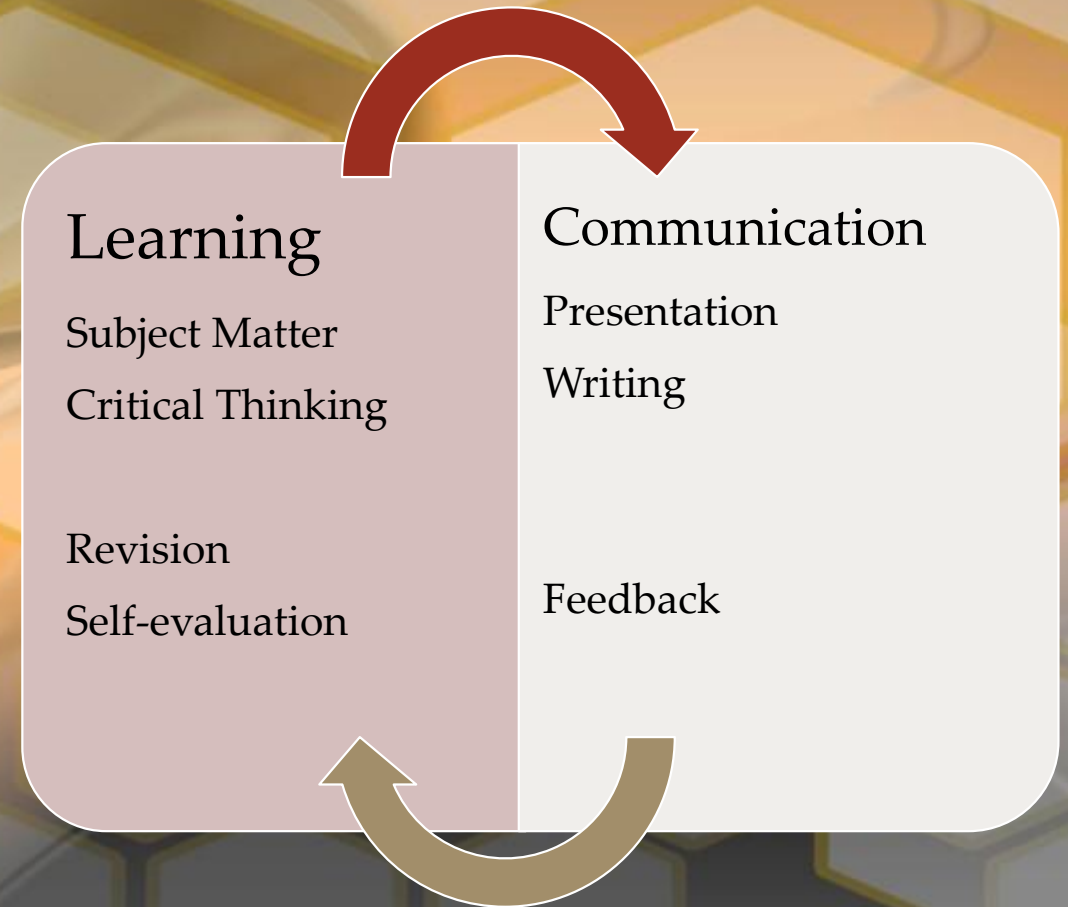 Learning
Subject Matter
Critical Thinking
Revision
Self-evaluation
Communication
Presentation
Writing
Feedback